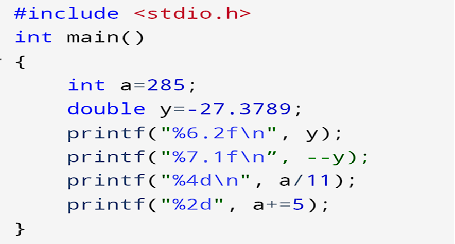 #include <stdio.h>
int main()
{
int a=285;
double y=-27.3789;
printf("%6.2f\n", y);
printf("%7.1f\n”, --y);
printf("%4d\n", a/11);
printf("%2d", a+=5);
}